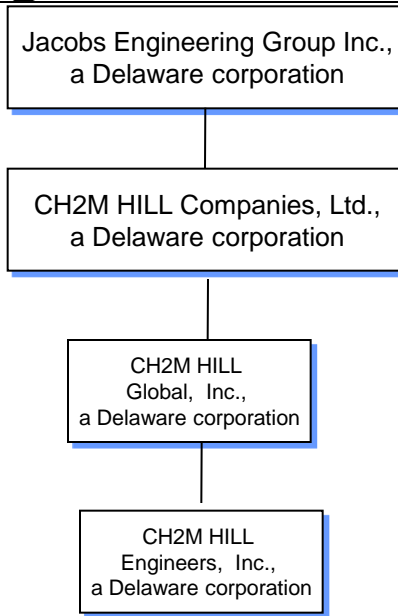 Jacobs Engineering Group Inc.,
a Delaware corporation
CH2M HILL Companies, Ltd.,
a Delaware corporation
CH2M HILL
Global, Inc.,
a Delaware corporation
CH2M HILL
Engineers, Inc.,
a Delaware corporation